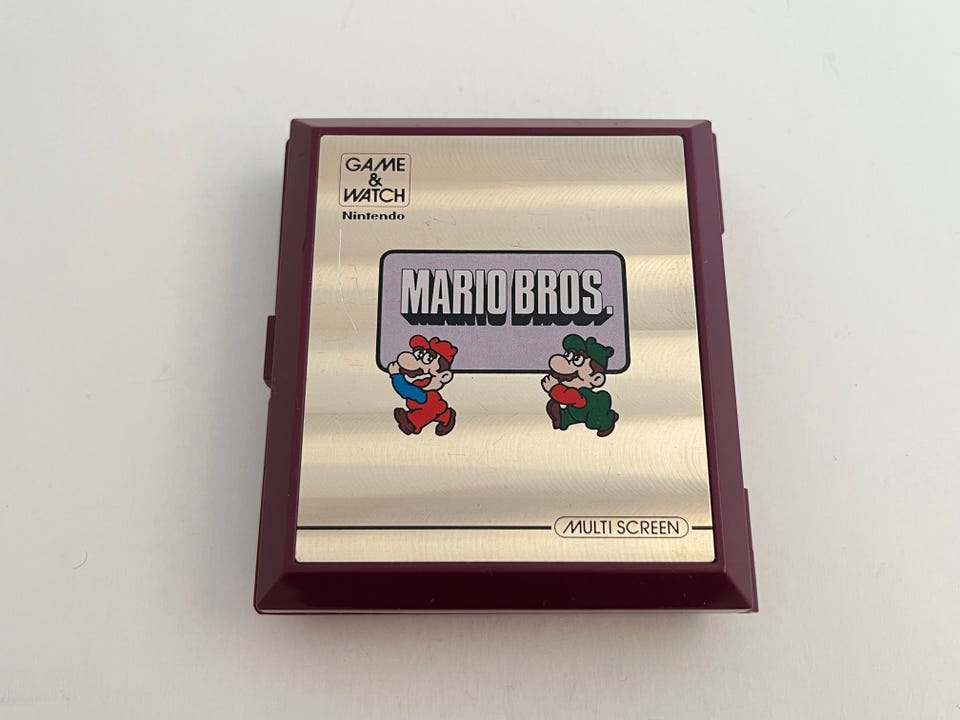 GAME
&
WATCH
Nintendo
MARIO BROS.
MULTI SCREEN